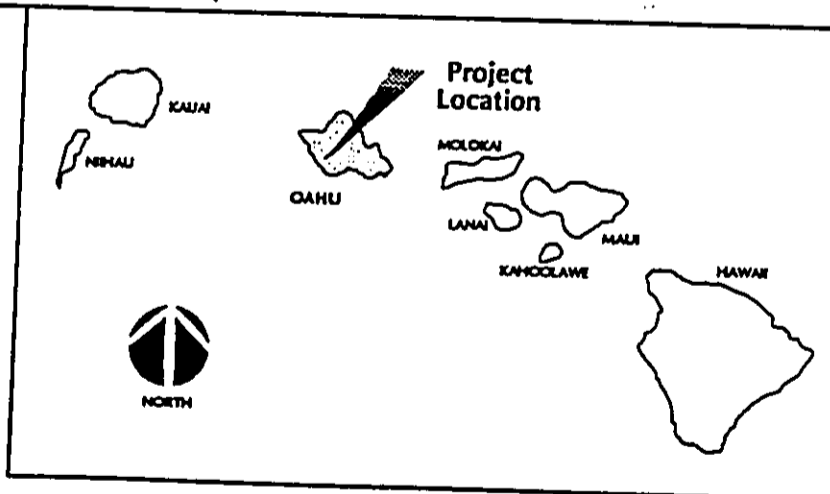 Project
Location
KAUAI
NIIHAU
OAHU
MOLOKAI
LANAI
MAUI
KAHOOLAWE
HAWAII
NORTH